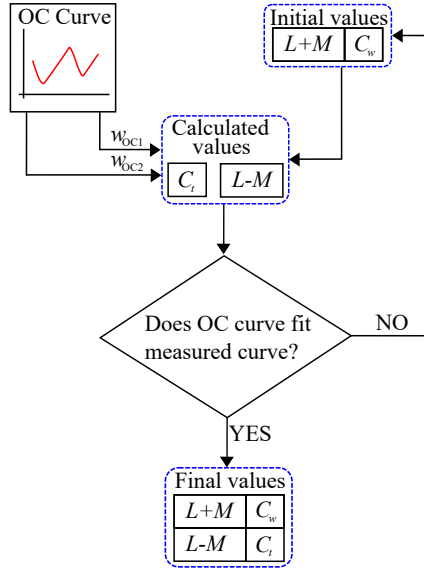 OC Curve
Initial values
L+M C_w
w_OC1
w_OC2
Calculated
values
C_t L-M
Does OC curve fit
measured curve?
NO
YES
Final values
L+M C_w
L-M C_t